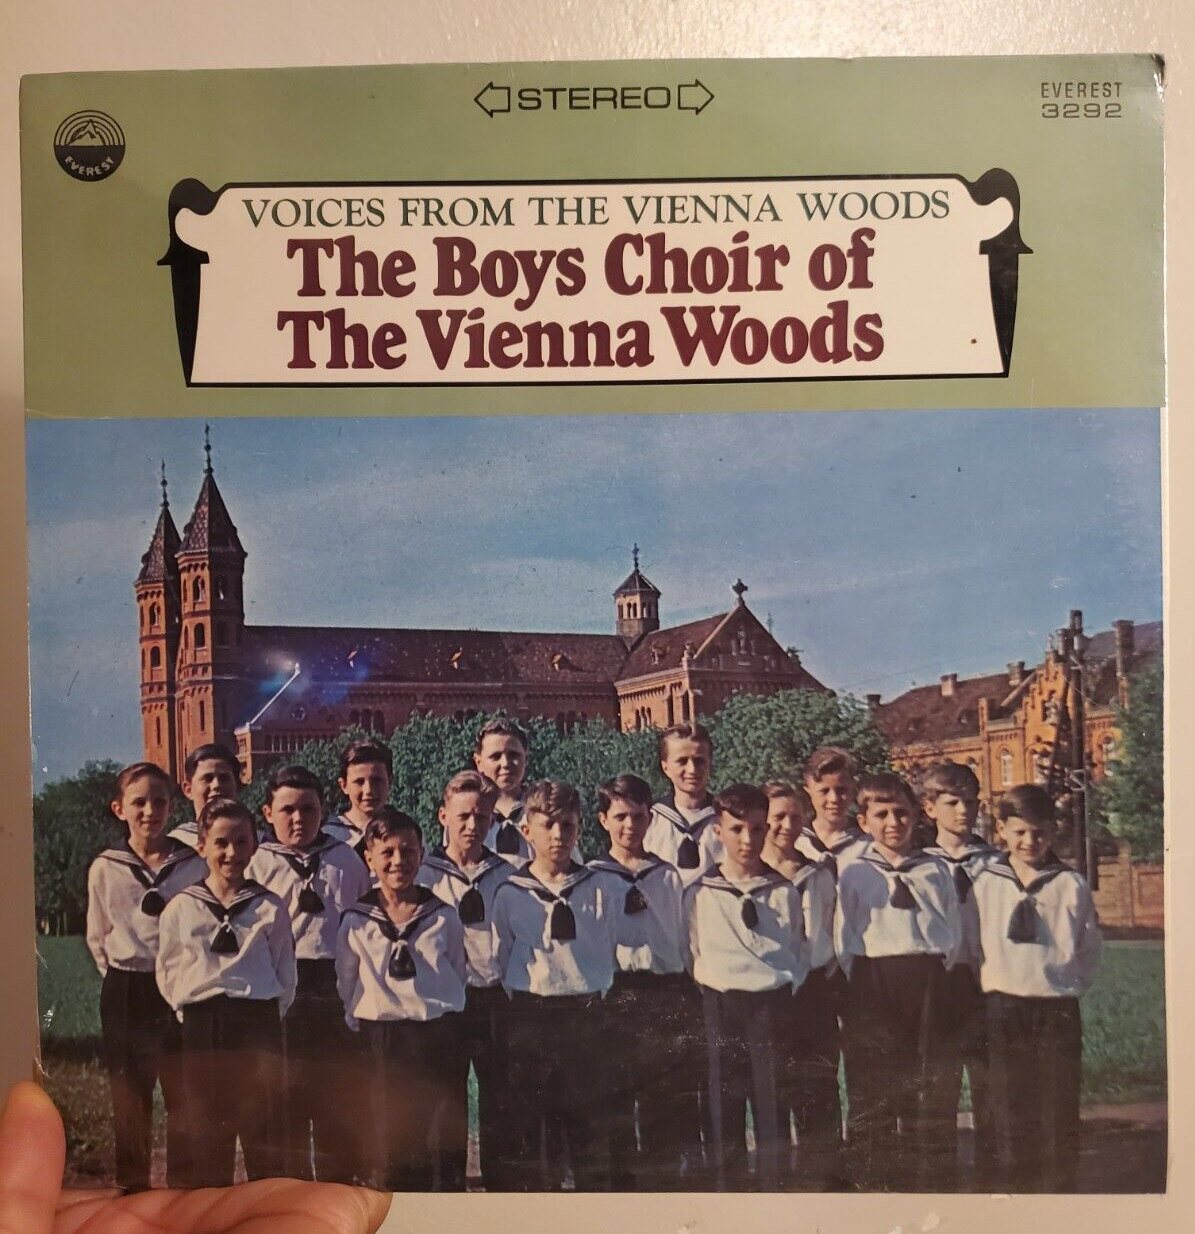 STEREO
EVEREST
3292
EVEREST
VOICES FROM THE VIENNA WOODS
The Boys Choir of
The Vienna Woods